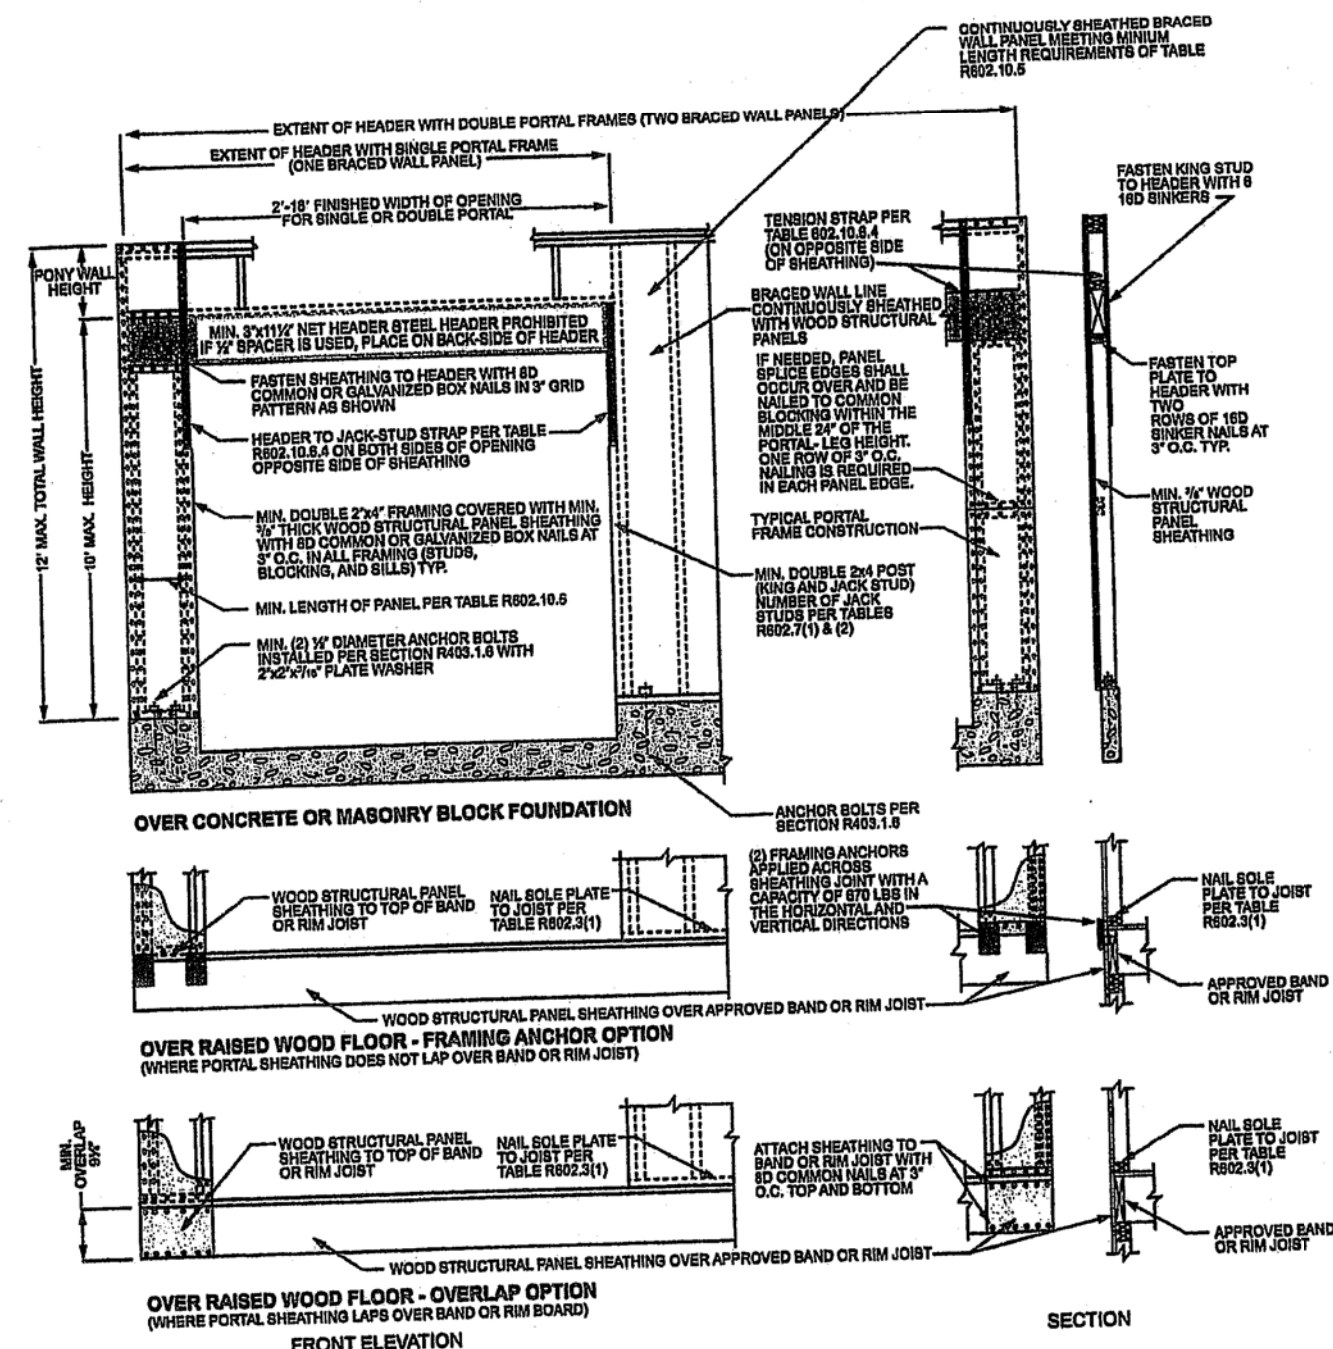 CONTINUOUSLY SHEATHED BRACED
WALL PANEL MEETING MINIUM
LENGTH REQUIREMENTS OF TABLE
R602.10.5
EXTENT OF HEADER WITH DOUBLE PORTAL FRAMES (TWO BRACED WALL PANELS)
EXTENT OF HEADER WITH SINGLE PORTAL FRAME
(ONE BRACED WALL PANEL)
2'-18' FINISHED WIDTH OF OPENING
FOR SINGLE OR DOUBLE PORTAL
FASTEN KING STUD
TO HEADER WITH 6
16D SINKERS
TENSION STRAP PER
TABLE 602.10.6.4
(ON OPPOSITE SIDE
OF SHEATHING)
PONY WALL
HEIGHT
12' MAX. TOTAL WALL HEIGHT
10' MAX. HEIGHT
MIN. 3"x11¼" NET HEADER STEEL HEADER PROHIBITED
IF ½" SPACER IS USED, PLACE ON BACK-SIDE OF HEADER
BRACED WALL LINE
CONTINUOUSLY SHEATHED
WITH WOOD STRUCTURAL
PANELS
FASTEN SHEATHING TO HEADER WITH 8D
COMMON OR GALVANIZED BOX NAILS IN 3" GRID
PATTERN AS SHOWN
HEADER TO JACK-STUD STRAP PER TABLE
R602.10.6.4 ON BOTH SIDES OF OPENING
OPPOSITE SIDE OF SHEATHING
IF NEEDED, PANEL
SPLICE EDGES SHALL
OCCUR OVER AND BE
NAILED TO COMMON
BLOCKING WITHIN THE
MIDDLE 24" OF THE
PORTAL- LEG HEIGHT.
ONE ROW OF 3" O.C.
NAILING IS REQUIRED
IN EACH PANEL EDGE.
FASTEN TOP
PLATE TO
HEADER WITH
TWO
ROWS OF 16D
SINKER NAILS AT
3" O.C. TYP.
MIN. ⅜" WOOD
STRUCTURAL
PANEL
SHEATHING
MIN. DOUBLE 2"x4" FRAMING COVERED WITH MIN.
⅜" THICK WOOD STRUCTURAL PANEL SHEATHING
WITH 8D COMMON OR GALVANIZED BOX NAILS AT
3" O.C. IN ALL FRAMING (STUDS,
BLOCKING, AND SILLS) TYP.
TYPICAL PORTAL
FRAME CONSTRUCTION
MIN. DOUBLE 2x4 POST
(KING AND JACK STUD)
NUMBER OF JACK
STUDS PER TABLES
R602.7(1) & (2)
MIN. LENGTH OF PANEL PER TABLE R602.10.5
MIN. (2) ½" DIAMETER ANCHOR BOLTS
INSTALLED PER SECTION R403.1.6 WITH
2"x2"x³/₁₆" PLATE WASHER
OVER CONCRETE OR MASONRY BLOCK FOUNDATION
ANCHOR BOLTS PER
SECTION R403.1.6
WOOD STRUCTURAL PANEL
SHEATHING TO TOP OF BAND
OR RIM JOIST
NAIL SOLE PLATE
TO JOIST PER
TABLE R602.3(1)
(2) FRAMING ANCHORS
APPLIED ACROSS
SHEATHING JOINT WITH A
CAPACITY OF 670 LBS IN
THE HORIZONTAL AND
VERTICAL DIRECTIONS
NAIL SOLE
PLATE TO JOIST
PER TABLE
R602.3(1)
APPROVED BAND
OR RIM JOIST
WOOD STRUCTURAL PANEL SHEATHING OVER APPROVED BAND OR RIM JOIST
OVER RAISED WOOD FLOOR - FRAMING ANCHOR OPTION
(WHERE PORTAL SHEATHING DOES NOT LAP OVER BAND OR RIM JOIST)
MIN.
OVERLAP
9¼"
WOOD STRUCTURAL PANEL
SHEATHING TO TOP OF BAND
OR RIM JOIST
NAIL SOLE PLATE
TO JOIST PER
TABLE R602.3(1)
ATTACH SHEATHING TO
BAND OR RIM JOIST WITH
8D COMMON NAILS AT 3"
O.C. TOP AND BOTTOM
NAIL SOLE
PLATE TO JOIST
PER TABLE
R602.3(1)
APPROVED BAND
OR RIM JOIST
WOOD STRUCTURAL PANEL SHEATHING OVER APPROVED BAND OR RIM JOIST
OVER RAISED WOOD FLOOR - OVERLAP OPTION
(WHERE PORTAL SHEATHING LAPS OVER BAND OR RIM BOARD)
FRONT ELEVATION
SECTION